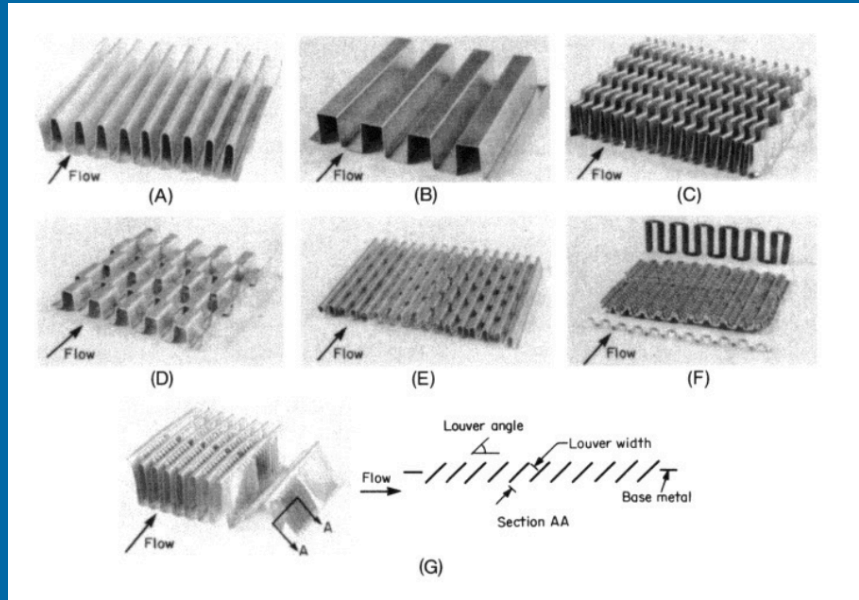 Flow
(A)
Flow
(B)
Flow
(C)
Flow
(D)
Flow
(E)
Flow
(F)
Flow
A
A
Flow
Louver angle
Louver width
Base metal
Section AA
(G)